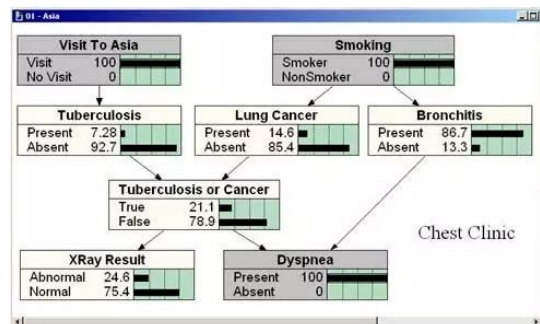 01 - Asia
Visit To Asia
Visit 100
No Visit 0
Smoking
Smoker 100
NonSmoker 0
Tuberculosis
Present 7.28
Absent 92.7
Lung Cancer
Present 14.6
Absent 85.4
Bronchitis
Present 86.7
Absent 13.3
Tuberculosis or Cancer
True 21.1
False 78.9
Chest Clinic
XRay Result
Abnormal 24.6
Normal 75.4
Dyspnea
Present 100
Absent 0